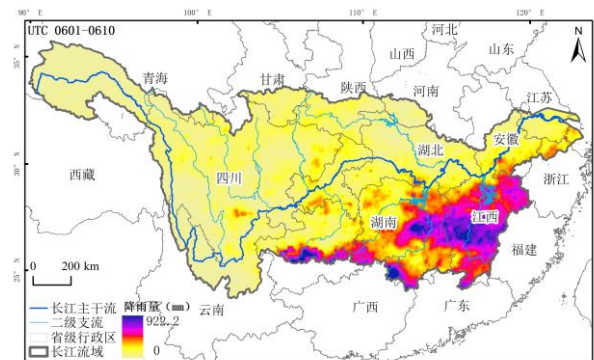 90° E 100° E 110° E 120° E
UTC 0601-0610
N
35° N
30° N
25° N
河北
山西
山东
青海
甘肃
陕西
河南
江苏
安徽
湖北
西藏
四川
浙江
湖南
江西
福建
云南
广西
广东
0 200 km
长江主干流
二级支流
省级行政区
长江流域
降雨量（mm）
922.2
0